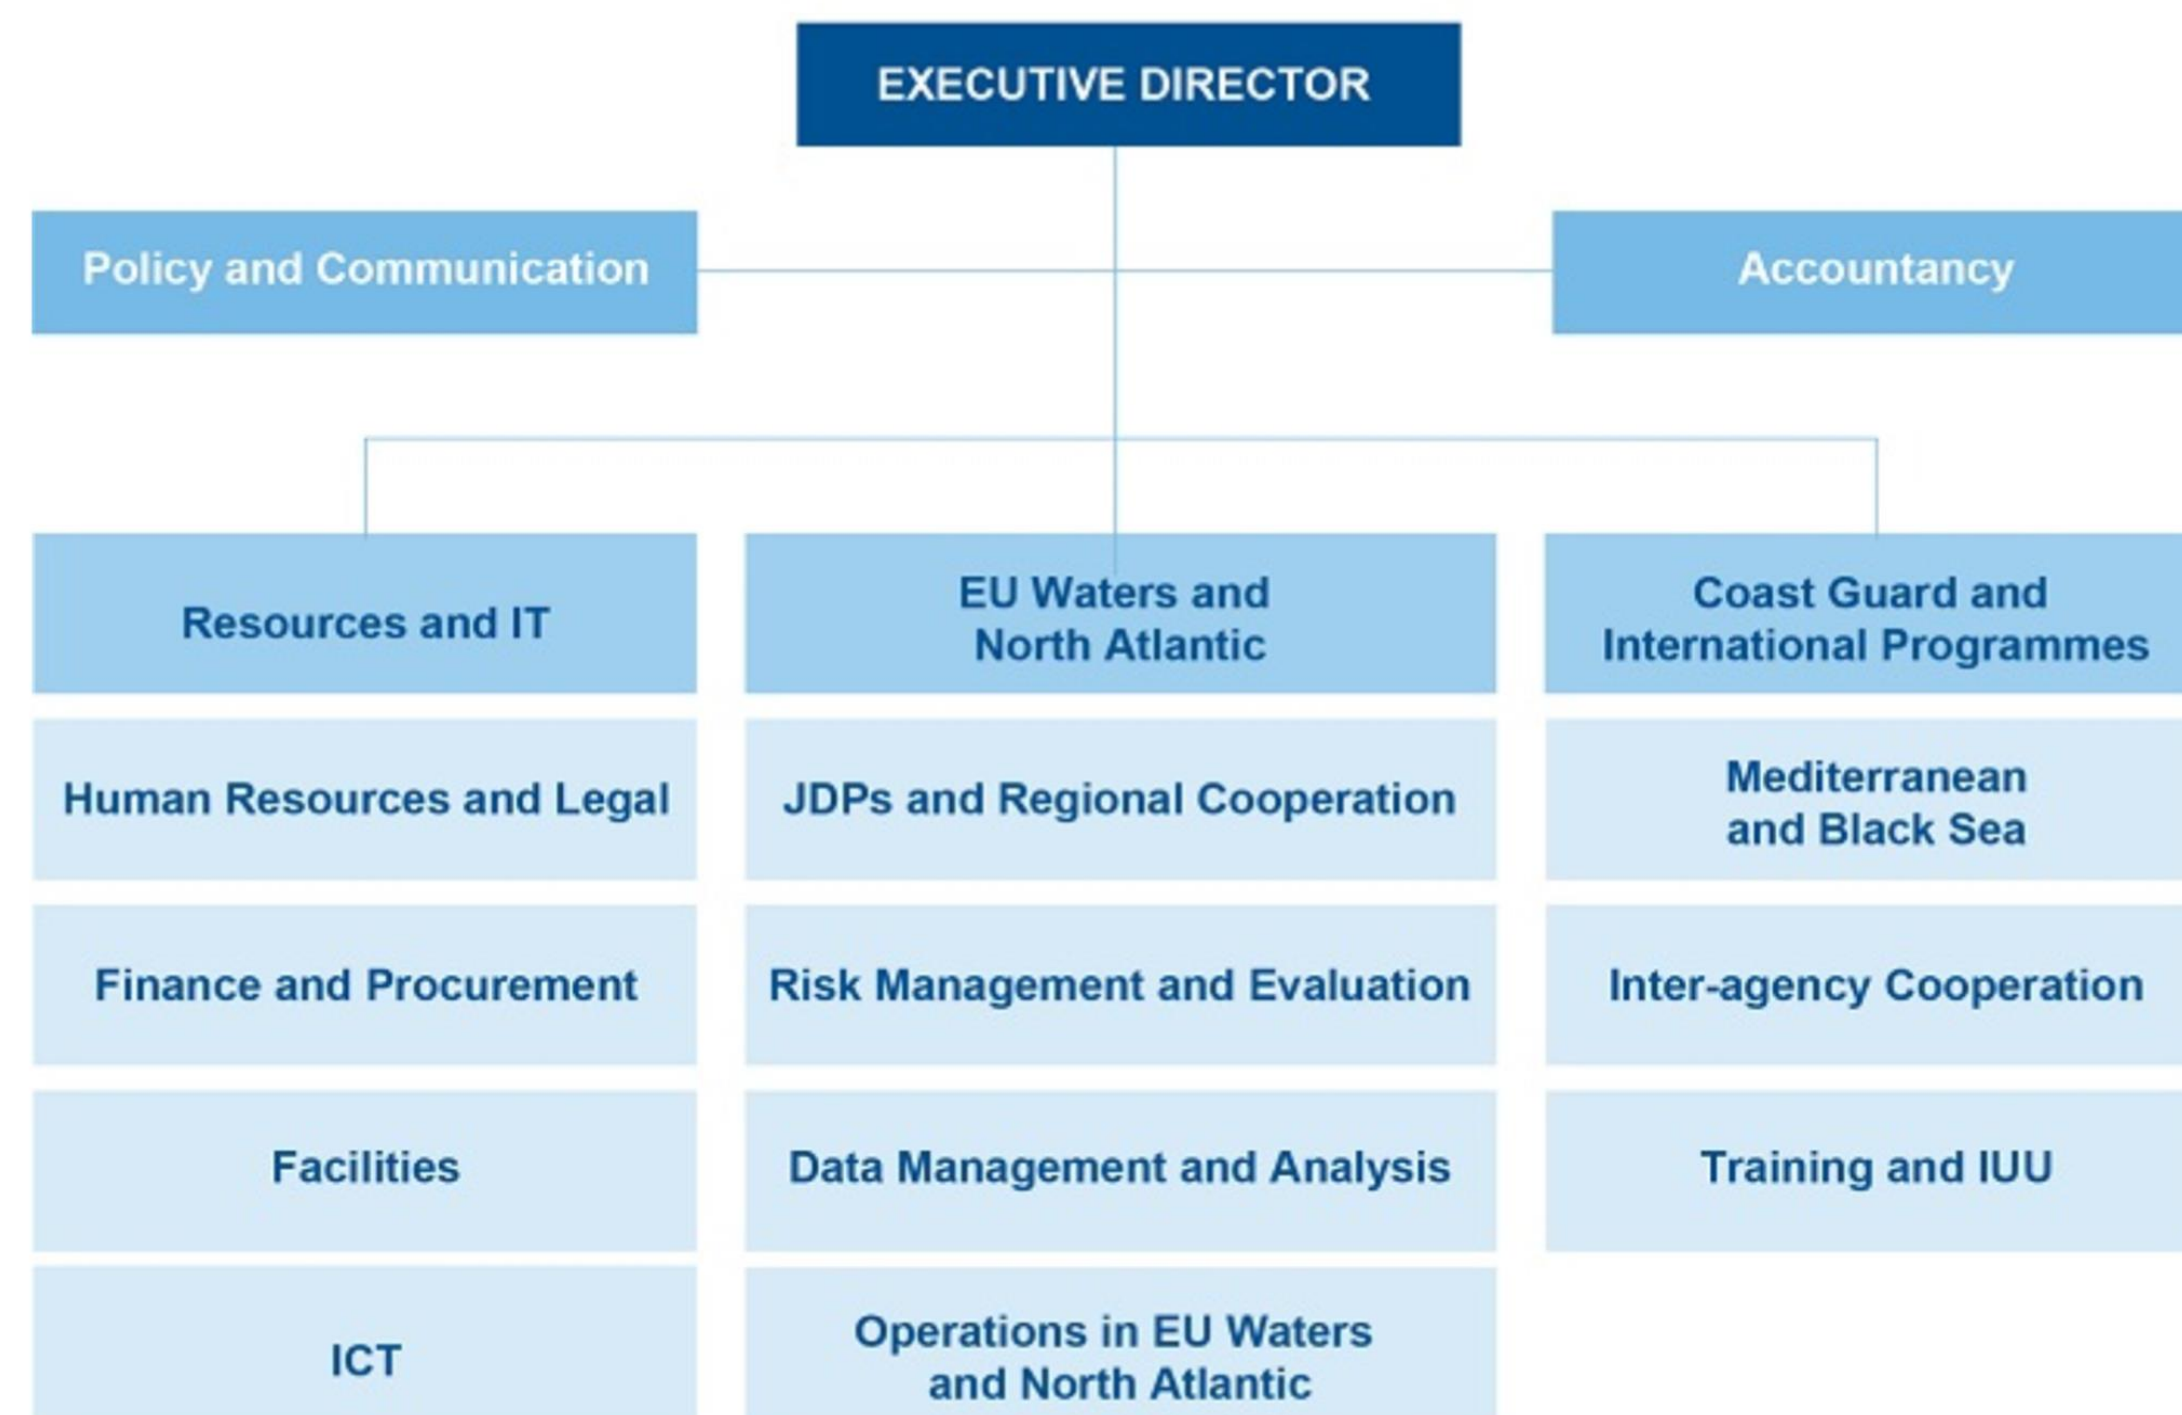 EXECUTIVE DIRECTOR
Policy and Communication
Accountancy
Resources and IT
EU Waters and
North Atlantic
Coast Guard and
International Programmes
Human Resources and Legal
JDPs and Regional Cooperation
Mediterranean
and Black Sea
Finance and Procurement
Risk Management and Evaluation
Inter-agency Cooperation
Facilities
Data Management and Analysis
Training and IUU
ICT
Operations in EU Waters
and North Atlantic